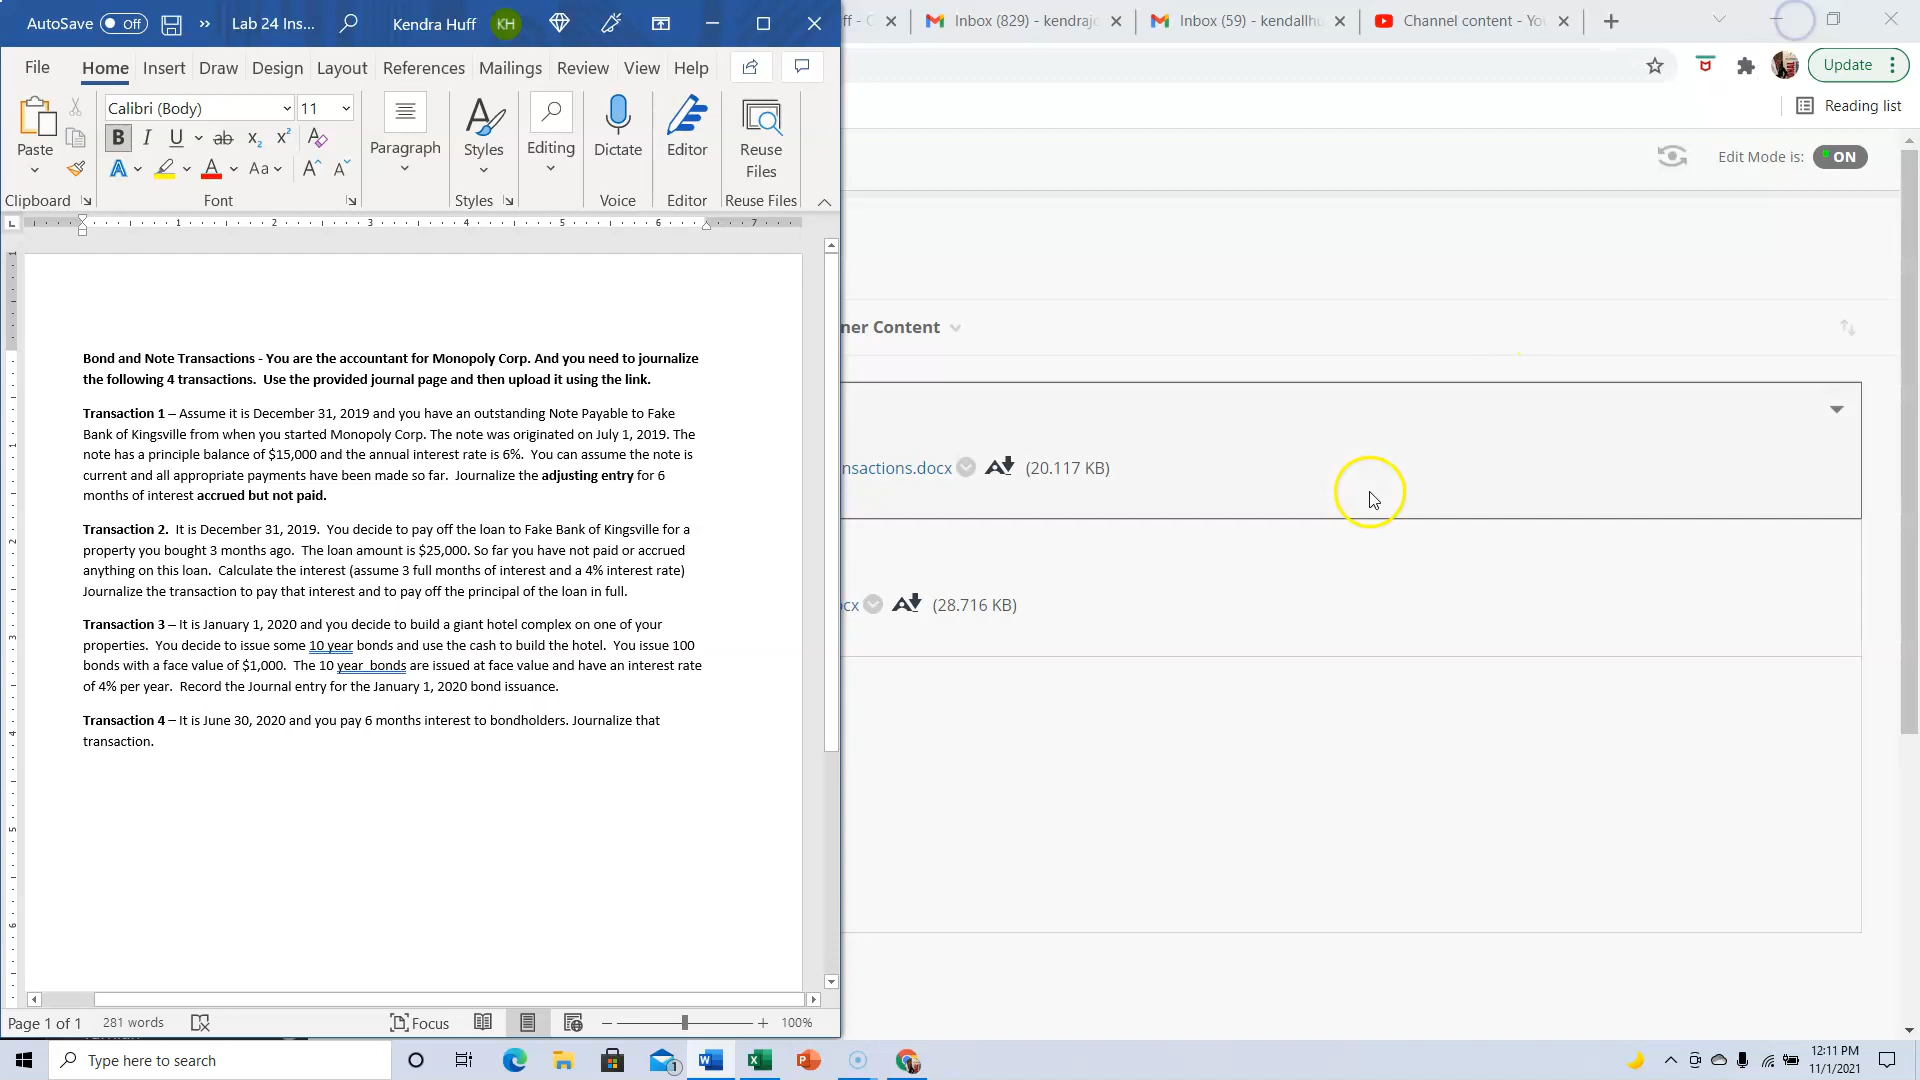 AutoSave Off
Lab 24 Ins...
Kendra Huff KH
File Home Insert Draw Design Layout References Mailings Review View Help
Calibri (Body) 11
Paste
Paragraph
Styles
Editing
Dictate
Editor
Reuse
Files
Clipboard Font Styles Voice Editor Reuse Files
Bond and Note Transactions - You are the accountant for Monopoly Corp. And you need to journalize
the following 4 transactions. Use the provided journal page and then upload it using the link.
Transaction 1 – Assume it is December 31, 2019 and you have an outstanding Note Payable to Fake
Bank of Kingsville from when you started Monopoly Corp. The note was originated on July 1, 2019. The
note has a principle balance of $15,000 and the annual interest rate is 6%. You can assume the note is
current and all appropriate payments have been made so far. Journalize the adjusting entry for 6
months of interest accrued but not paid.
Transaction 2. It is December 31, 2019. You decide to pay off the loan to Fake Bank of Kingsville for a
property you bought 3 months ago. The loan amount is $25,000. So far you have not paid or accrued
anything on this loan. Calculate the interest (assume 3 full months of interest and a 4% interest rate)
Journalize the transaction to pay that interest and to pay off the principal of the loan in full.
Transaction 3 – It is January 1, 2020 and you decide to build a giant hotel complex on one of your
properties. You decide to issue some 10 year bonds and use the cash to build the hotel. You issue 100
bonds with a face value of $1,000. The 10 year bonds are issued at face value and have an interest rate
of 4% per year. Record the Journal entry for the January 1, 2020 bond issuance.
Transaction 4 – It is June 30, 2020 and you pay 6 months interest to bondholders. Journalize that
transaction.
Page 1 of 1 281 words Focus 100%
Inbox (829) - kendrajo
Inbox (59) - kendallhu
Channel content - You
Update
Reading list
Edit Mode is: ON
ner Content
nsactions.docx (20.117 KB)
ocx (28.716 KB)
Type here to search
12:11 PM
11/1/2021